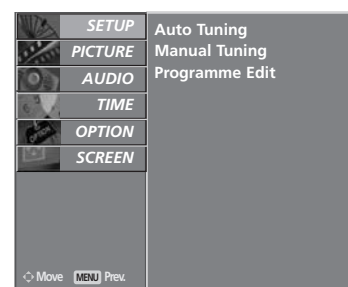 SETUP
PICTURE
AUDIO
TIME
OPTION
SCREEN
Auto Tuning
Manual Tuning
Programme Edit
Move MENU Prev.